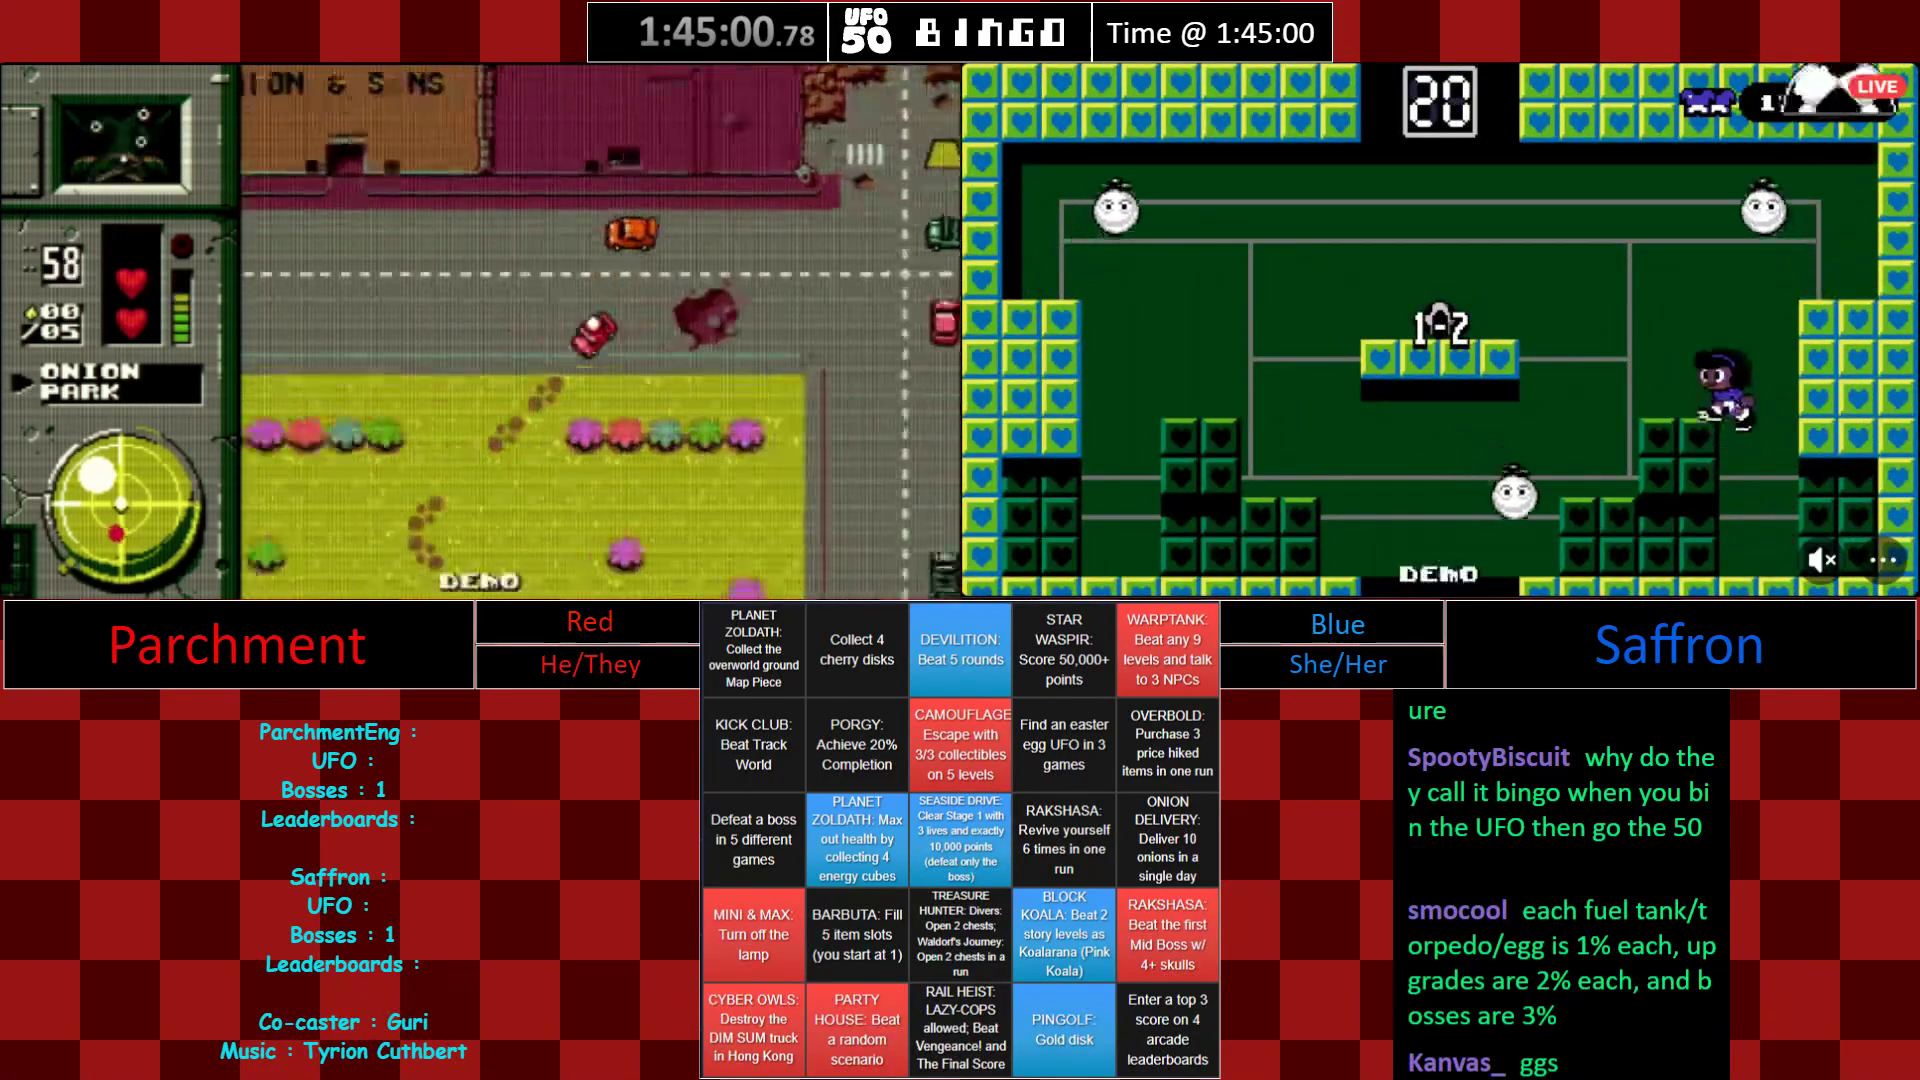 1:45:00.78
UFO
50
BINGO
Time @ 1:45:00
ION & S NS
58
00
/05
ONION
PARK
DEMO
20
1
LIVE
1-2
DEMO
Parchment
Red
He/They
Blue
She/Her
Saffron
PLANET
ZOLDATH:
Collect the
overworld ground
Map Piece
Collect 4
cherry disks
DEVILITION:
Beat 5 rounds
STAR
WASPIR:
Score 50,000+
points
WARPTANK:
Beat any 9
levels and talk
to 3 NPCs
KICK CLUB:
Beat Track
World
PORGY:
Achieve 20%
Completion
CAMOUFLAGE
Escape with
3/3 collectibles
on 5 levels
Find an easter
egg UFO in 3
games
OVERBOLD:
Purchase 3
price hiked
items in one run
Defeat a boss
in 5 different
games
PLANET
ZOLDATH: Max
out health by
collecting 4
energy cubes
SEASIDE DRIVE:
Clear Stage 1 with
3 lives and exactly
10,000 points
(defeat only the
boss)
RAKSHASA:
Revive yourself
6 times in one
run
ONION
DELIVERY:
Deliver 10
onions in a
single day
MINI & MAX:
Turn off the
lamp
BARBUTA: Fill
5 item slots
(you start at 1)
TREASURE
HUNTER: Divers:
Open 2 chests;
Waldorf's Journey:
Open 2 chests in a
run
BLOCK
KOALA: Beat 2
story levels as
Koalarana (Pink
Koala)
RAKSHASA:
Beat the first
Mid Boss w/
4+ skulls
CYBER OWLS:
Destroy the
DIM SUM truck
in Hong Kong
PARTY
HOUSE: Beat
a random
scenario
RAIL HEIST:
LAZY-COPS
allowed; Beat
Vengeance! and
The Final Score
PINGOLF:
Gold disk
Enter a top 3
score on 4
arcade
leaderboards
ParchmentEng :
UFO :
Bosses : 1
Leaderboards :
Saffron :
UFO :
Bosses : 1
Leaderboards :
Co-caster : Guri
Music : Tyrion Cuthbert
ure
SpootyBiscuit why do the
y call it bingo when you bi
n the UFO then go the 50
smocool each fuel tank/t
orpedo/egg is 1% each, up
grades are 2% each, and b
osses are 3%
Kanvas_ ggs